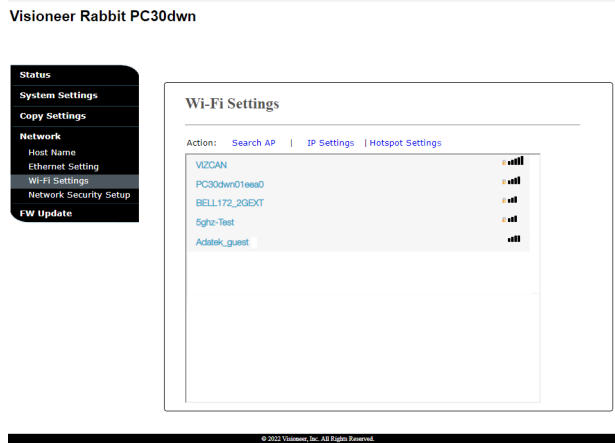 Visioneer Rabbit PC30dwn
Status
System Settings
Copy Settings
Network
Host Name
Ethernet Setting
Wi-Fi Settings
Network Security Setup
FW Update
Wi-Fi Settings
Action: Search AP | IP Settings | Hotspot Settings
VIZCAN
PC30dwn01eea0
BELL172_2GEXT
5ghz-Test
Adatek_guest
© 2022 Visioneer, Inc. All Rights Reserved.